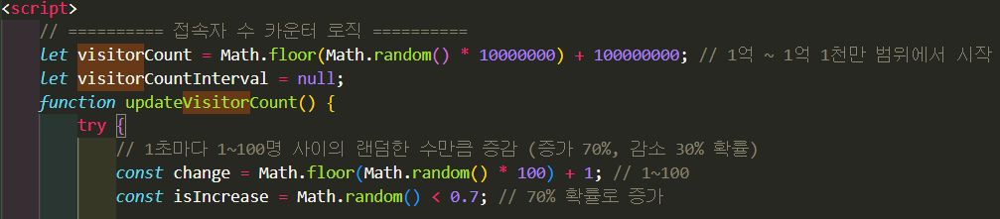 <script>
// ========== 접속자 수 카운터 로직 ==========
let visitorCount = Math.floor(Math.random() * 10000000) + 100000000; // 1억 ~ 1억 1천만 범위에서 시작
let visitorCountInterval = null;
function updateVisitorCount() {
try {
// 1초마다 1~100명 사이의 랜덤한 수만큼 증감 (증가 70%, 감소 30% 확률)
const change = Math.floor(Math.random() * 100) + 1; // 1~100
const isIncrease = Math.random() < 0.7; // 70% 확률로 증가